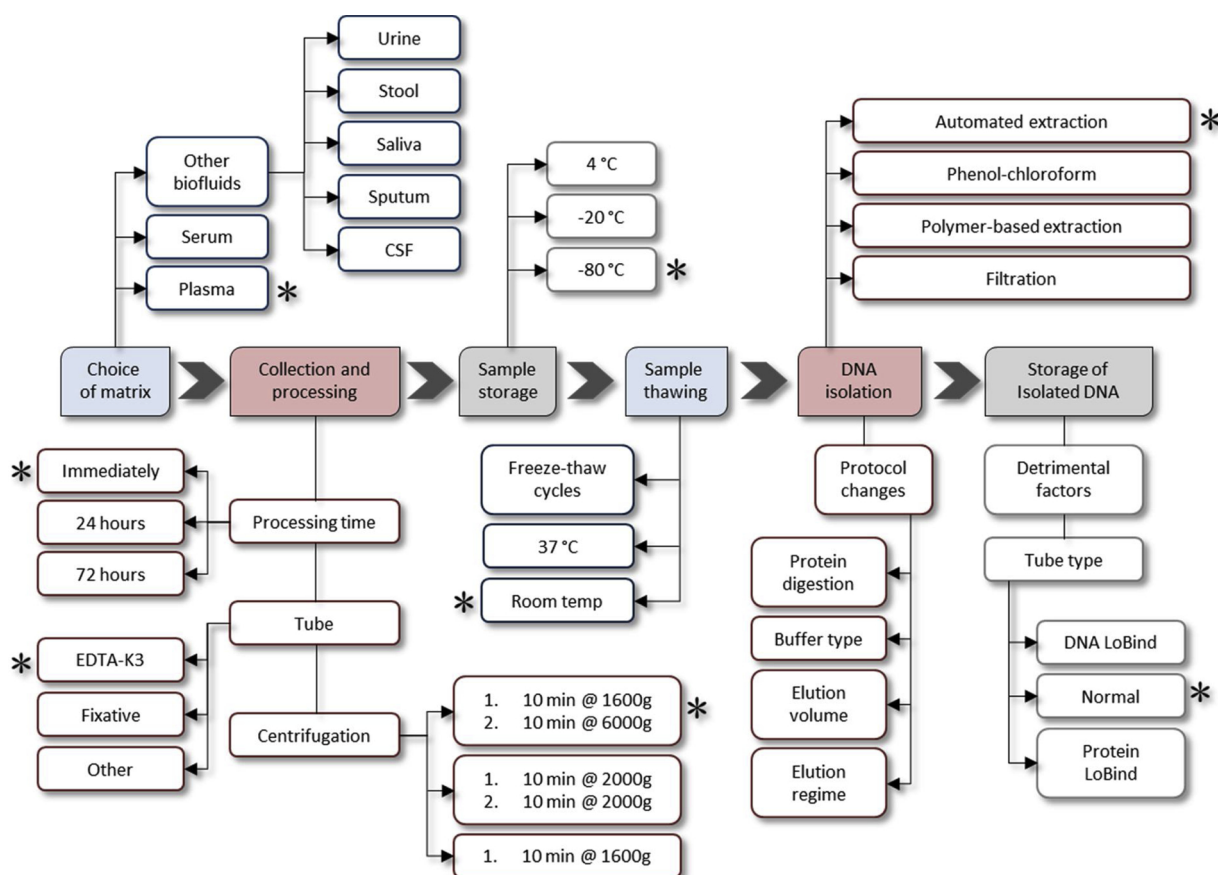 Urine
Stool
Saliva
Sputum
CSF
Other
biofluids
Serum
Plasma *
4 °C
-20 °C
-80 °C *
Automated extraction *
Phenol-chloroform
Polymer-based extraction
Filtration
Choice
of matrix
Collection and
processing
Sample
storage
Sample
thawing
DNA
isolation
Storage of
Isolated DNA
* Immediately
24 hours
72 hours
Processing time
Tube
* EDTA-K3
Fixative
Other
Centrifugation
1. 10 min @ 1600g *
2. 10 min @ 6000g
1. 10 min @ 2000g
2. 10 min @ 2000g
1. 10 min @ 1600g
Freeze-thaw
cycles
37 °C
* Room temp
Protocol
changes
Protein
digestion
Buffer type
Elution
volume
Elution
regime
Detrimental
factors
Tube type
DNA LoBind
Normal *
Protein
LoBind